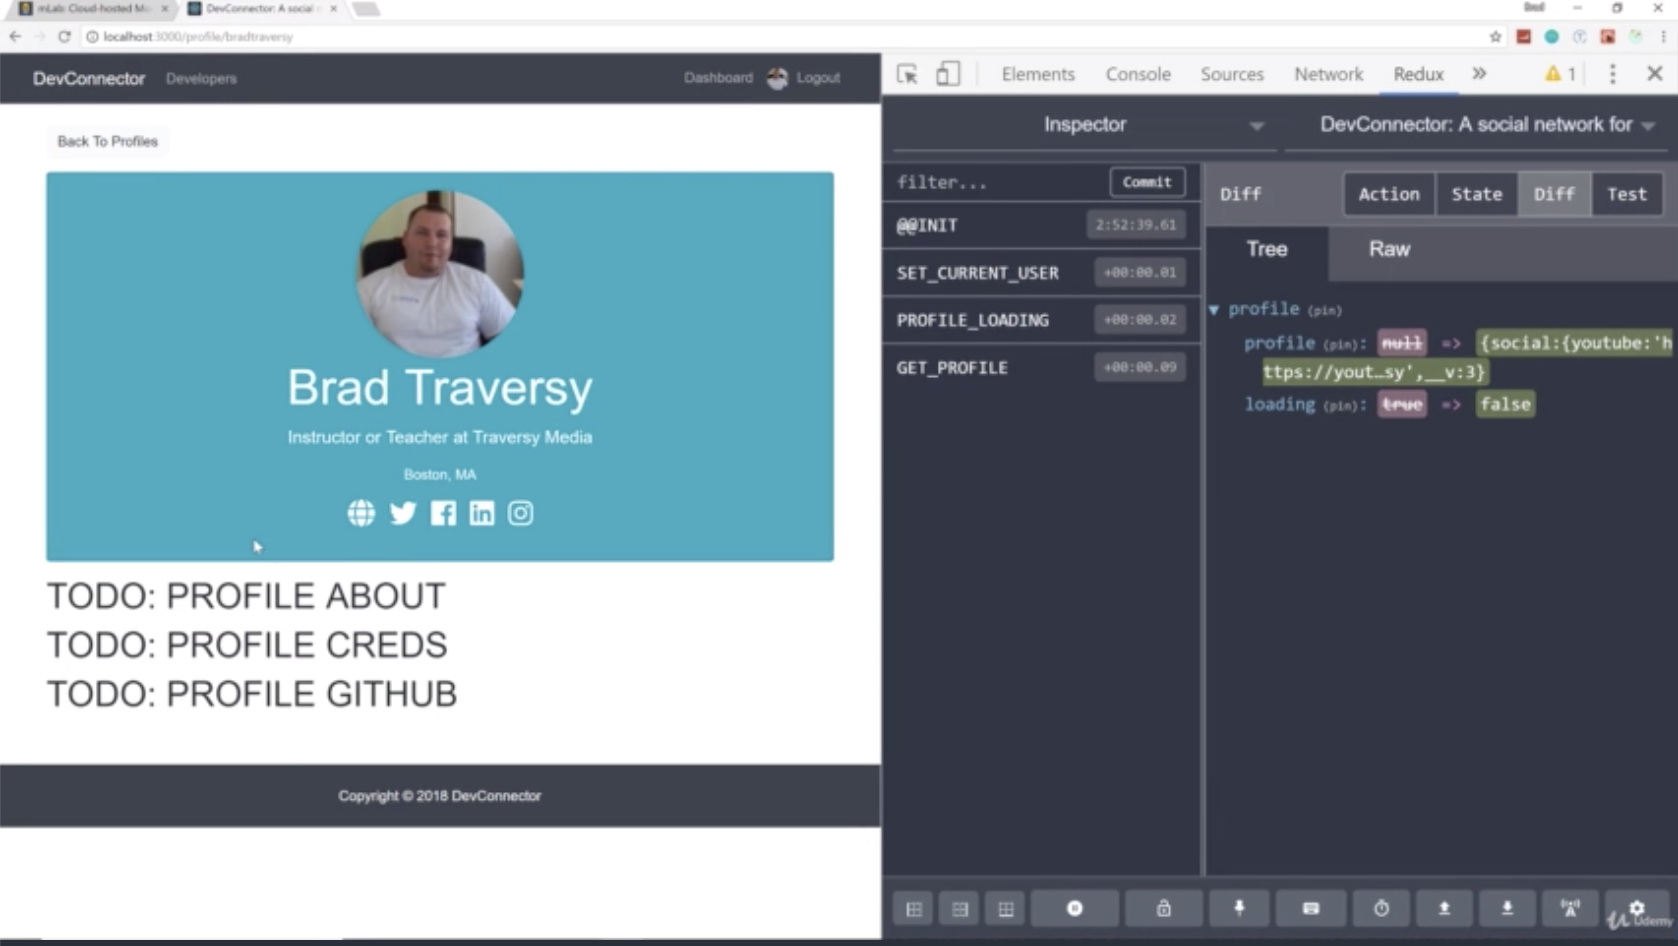 mLab: Cloud-hosted Mo
DevConnector: A social
localhost:3000/profile/bradtraversy
DevConnector
Developers
Dashboard
Logout
Back To Profiles
Brad Traversy
Instructor or Teacher at Traversy Media
Boston, MA
TODO: PROFILE ABOUT
TODO: PROFILE CREDS
TODO: PROFILE GITHUB
Copyright © 2018 DevConnector
Elements Console Sources Network Redux
1
Inspector
DevConnector: A social network for
filter...
Commit
@@INIT 2:52:39.61
SET_CURRENT_USER +00:00.01
PROFILE_LOADING +00:00.02
GET_PROFILE +00:00.09
Diff
Action State Diff Test
Tree Raw
profile (pin)
profile (pin): null => {social:{youtube:'h
ttps://yout…sy',__v:3}
loading (pin): true => false
Udemy